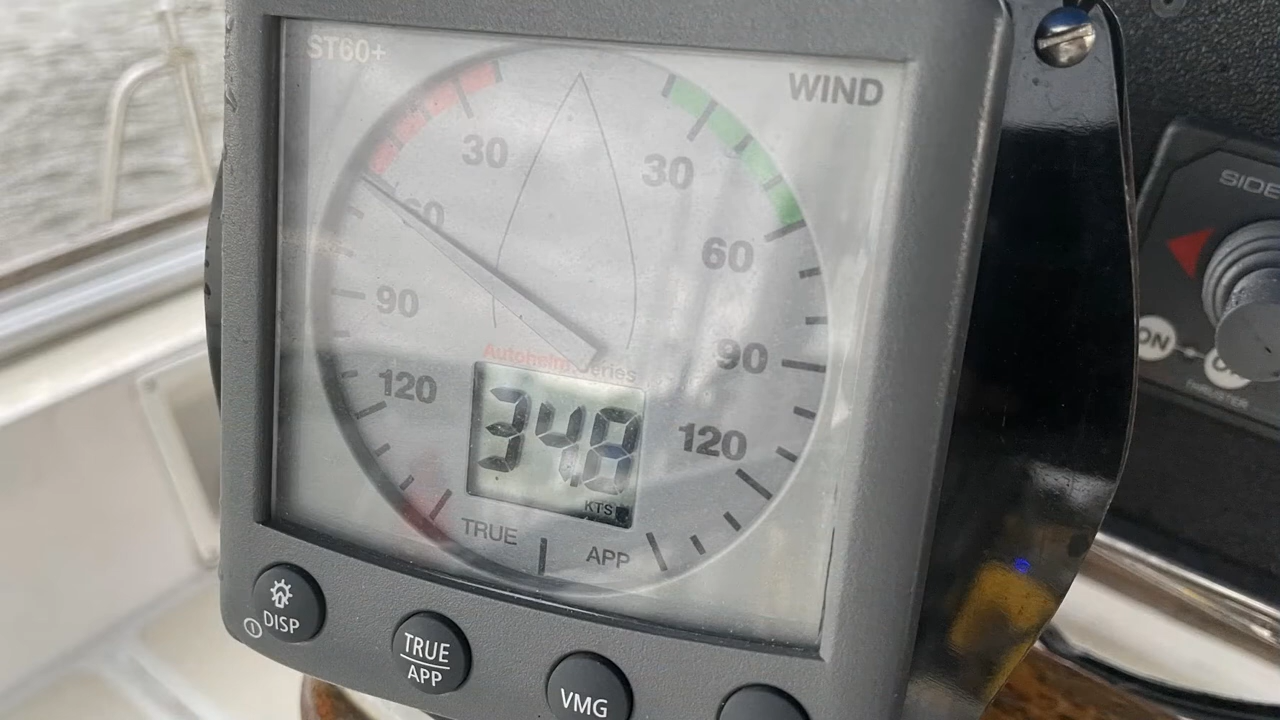 ST60+
WIND
30
30
60
60
90
90
120
120
Autohelm Series
34.8
KTS
TRUE
APP
DISP
TRUE
APP
VMG
SIDE
ON
THRUSTER